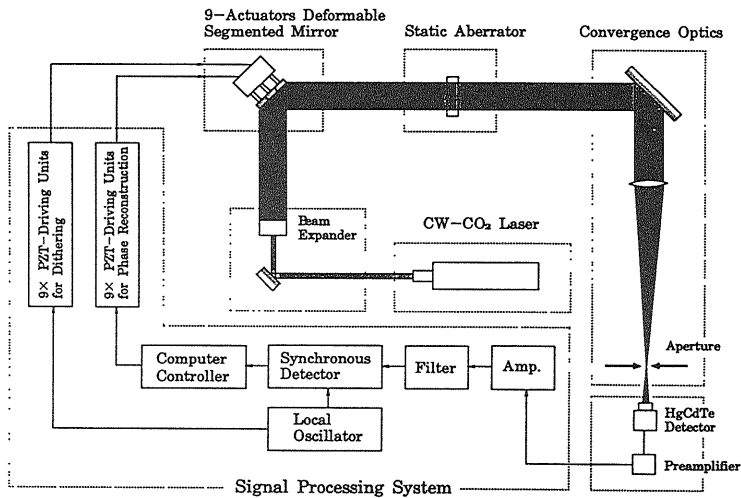 9-Actuators Deformable
Segmented Mirror
Static Aberrator
Convergence Optics
9× PZT-Driving Units
for Dithering
9× PZT-Driving Units
for Phase Reconstruction
Beam
Expander
CW-CO₂ Laser
Aperture
Computer
Controller
Synchronous
Detector
Filter
Amp.
Local
Oscillator
HgCdTe
Detector
Preamplifier
Signal Processing System